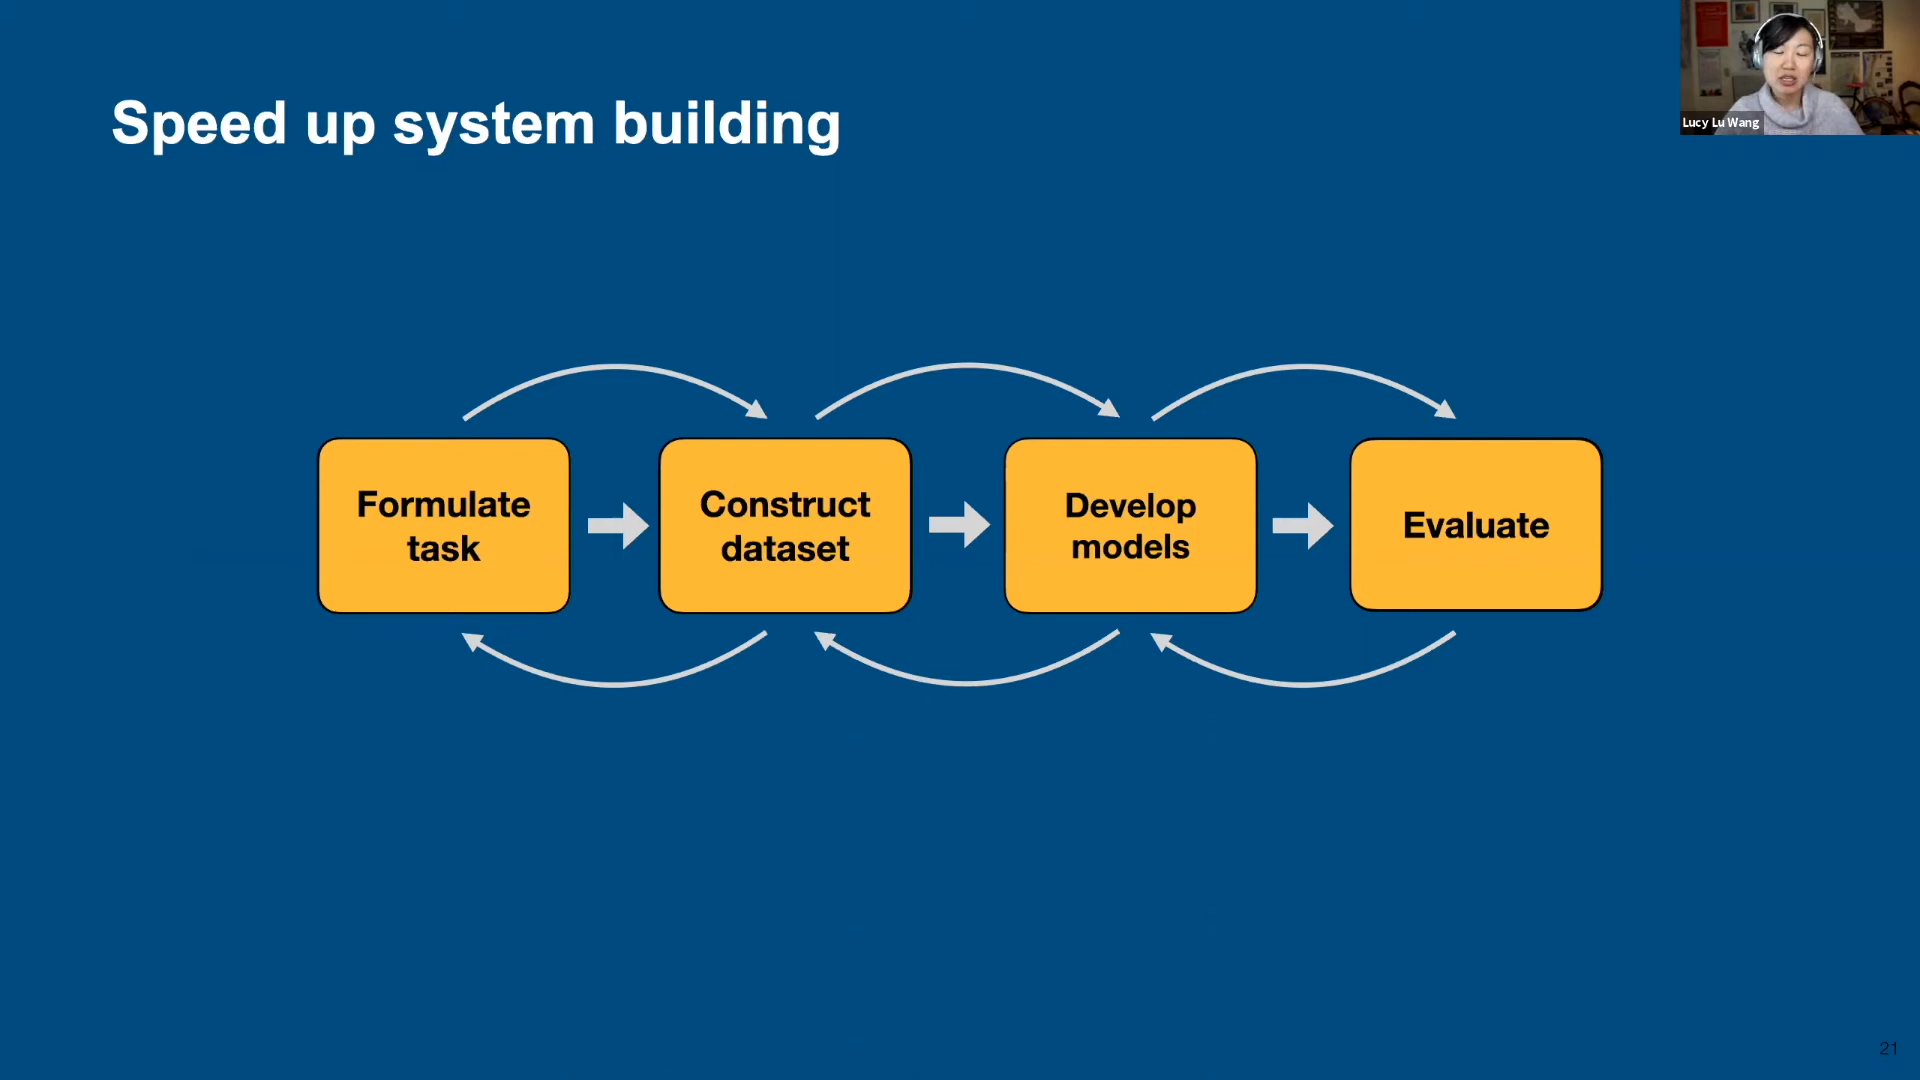 Speed up system building
Lucy Lu Wang
Formulate
task
Construct
dataset
Develop
models
Evaluate
21